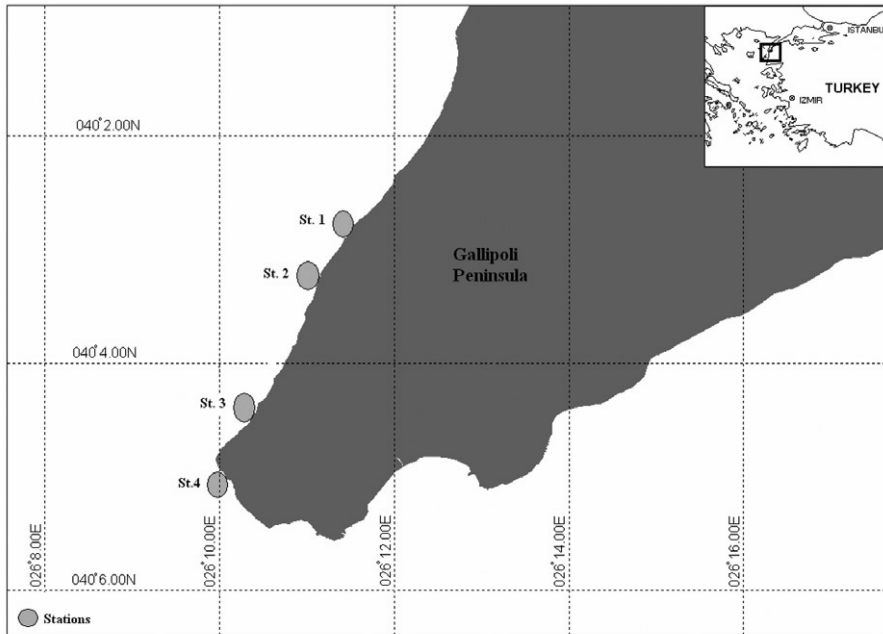 ISTANBUL
TURKEY
IZMIR
040°2.00N
St. 1
St. 2
Gallipoli
Peninsula
040°4.00N
St. 3
St.4
026°8.00E
026°10.00E
026°12.00E
026°14.00E
026°16.00E
040°6.00N
Stations